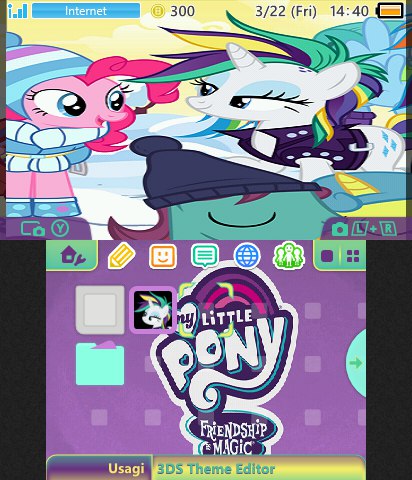 Internet 300 3/22 (Fri) 14:40
Y L+R
my LiTTLE
PONY
FRiENDSHiP
is MAGiC
Usagi 3DS Theme Editor